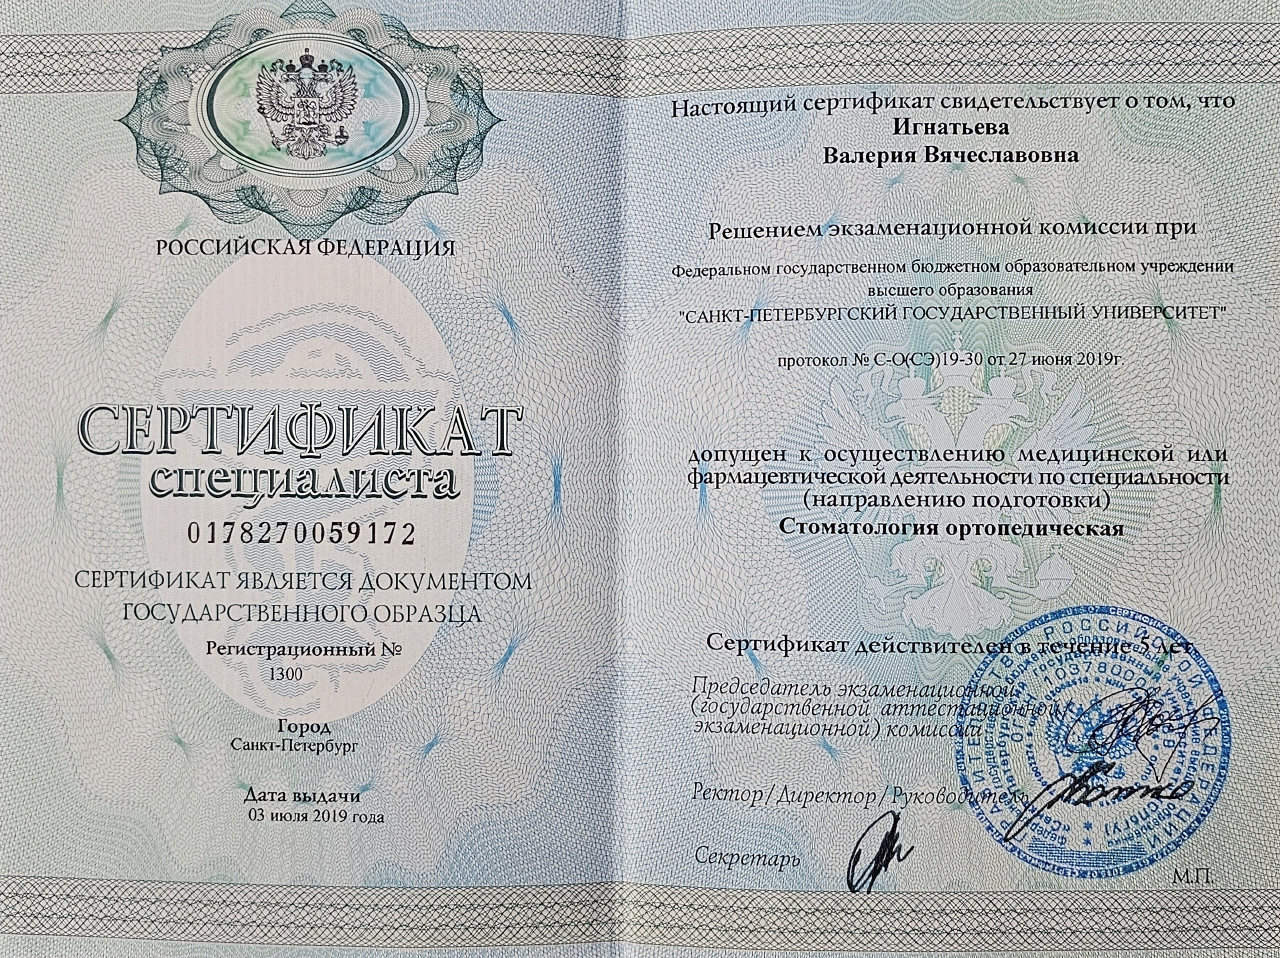 РОССИЙСКАЯ ФЕДЕРАЦИЯ
СЕРТИФИКАТ
специалиста
0178270059172
СЕРТИФИКАТ ЯВЛЯЕТСЯ ДОКУМЕНТОМ
ГОСУДАРСТВЕННОГО ОБРАЗЦА
Регистрационный №
1300
Город
Санкт-Петербург
Дата выдачи
03 июля 2019 года
Настоящий сертификат свидетельствует о том, что
Игнатьева
Валерия Вячеславовна
Решением экзаменационной комиссии при
Федеральном государственном бюджетном образовательном учреждении
высшего образования
"САНКТ-ПЕТЕРБУРГСКИЙ ГОСУДАРСТВЕННЫЙ УНИВЕРСИТЕТ"
протокол № С-О(СЭ)19-30 от 27 июня 2019г.
допущен к осуществлению медицинской или
фармацевтической деятельности по специальности
(направлению подготовки)
Стоматология ортопедическая
Сертификат действителен в течение 5 лет
Председатель экзаменационной
(государственной аттестационной/
экзаменационной) комиссии
Ректор/Директор/Руководитель
Секретарь
М.П.